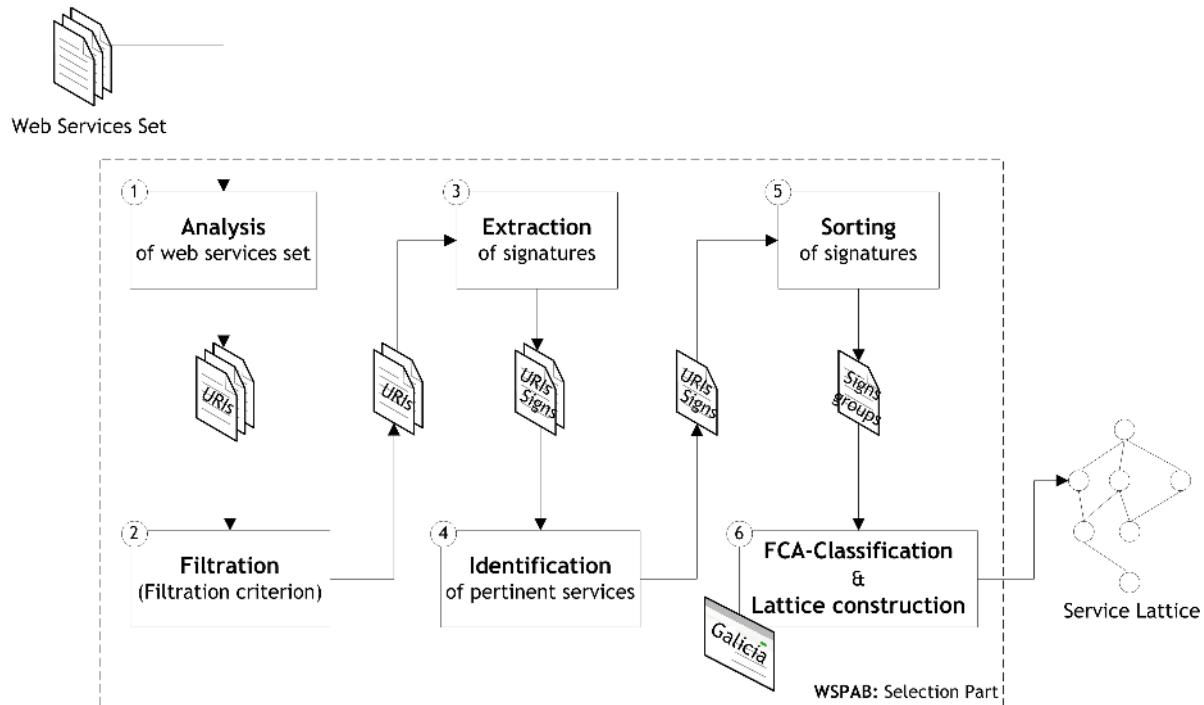 Web Services Set
1
Analysis
of web services set
3
Extraction
of signatures
5
Sorting
of signatures
URIs
URIs
URIs
Signs
URIs
Signs
Signs
groups
2
Filtration
(Filtration criterion)
4
Identification
of pertinent services
6
FCA-Classification
&
Lattice construction
Galicia
Service Lattice
WSPAB: Selection Part